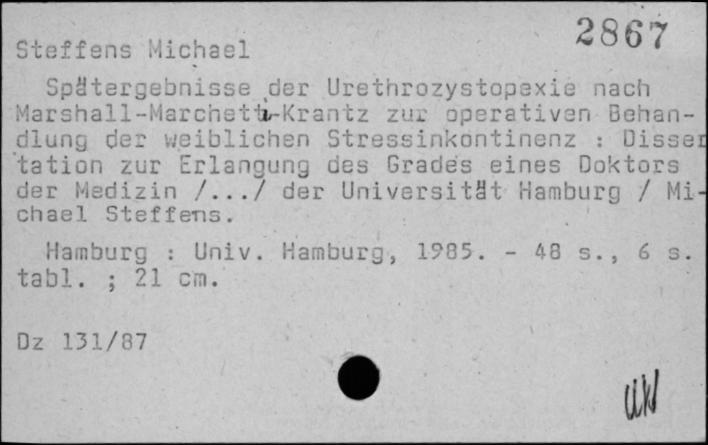 2867
Steffens Michael
Spätergebnisse der Urethrozystopexie nach
Marshall-Marchetti-Krantz zur operativen Behan-
dlung der weiblichen Stressinkontinenz : Disser
tation zur Erlangung des Grades eines Doktors
der Medizin /.../ der Universität Hamburg / Mi-
chael Steffens.
Hamburg : Univ. Hamburg, 1985. - 48 s., 6 s.
tabl. ; 21 cm.
Dz 131/87